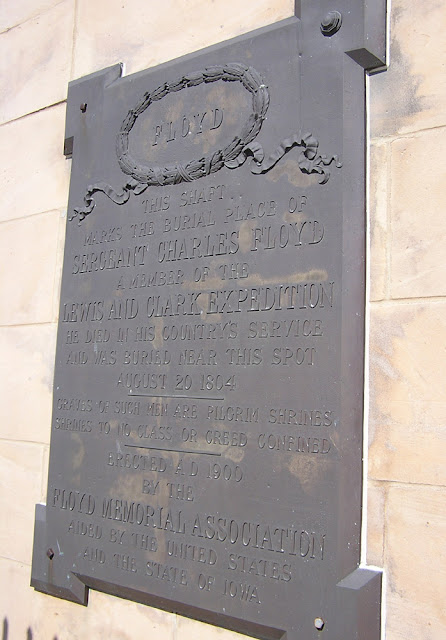 FLOYD
THIS SHAFT
MARKS THE BURIAL PLACE OF
SERGEANT CHARLES FLOYD
A MEMBER OF THE
LEWIS AND CLARK EXPEDITION
HE DIED IN HIS COUNTRY'S SERVICE
AND WAS BURIED NEAR THIS SPOT
AUGUST 20 1804
GRAVES OF SUCH MEN ARE PILGRIM SHRINES,
SHRINES TO NO CLASS OR CREED CONFINED
ERECTED A.D. 1900
BY THE
FLOYD MEMORIAL ASSOCIATION
AIDED BY THE UNITED STATES
AND THE STATE OF IOWA